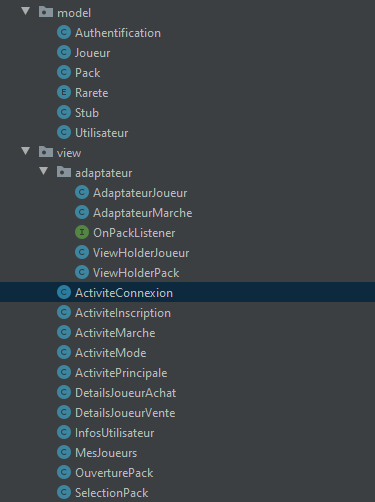 model
C Authentification
C Joueur
C Pack
E Rarete
C Stub
C Utilisateur
view
adaptateur
C AdaptateurJoueur
C AdaptateurMarche
I OnPackListener
C ViewHolderJoueur
C ViewHolderPack
C ActiviteConnexion
C ActiviteInscription
C ActiviteMarche
C ActiviteMode
C ActivitePrincipale
C DetailsJoueurAchat
C DetailsJoueurVente
C InfosUtilisateur
C MesJoueurs
C OuverturePack
C SelectionPack